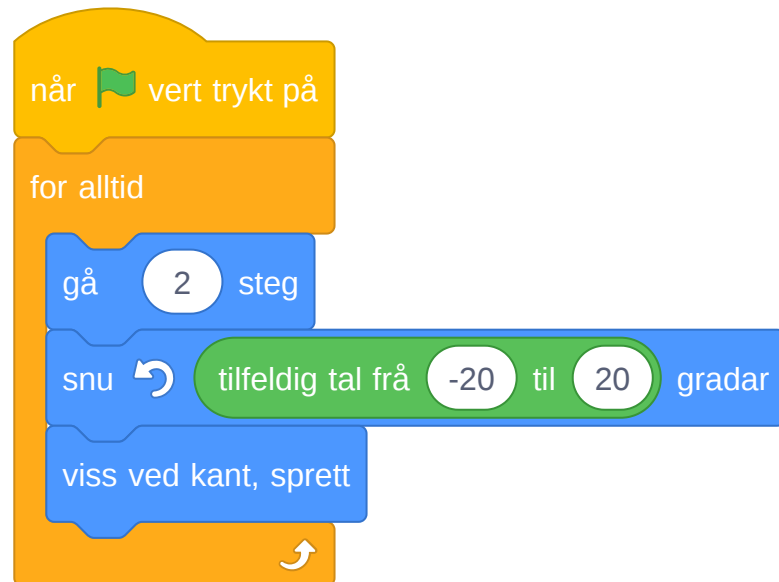 når vert trykt på
for alltid
gå 2 steg
snu tilfeldig tal frå -20 til 20 gradar
viss ved kant, sprett